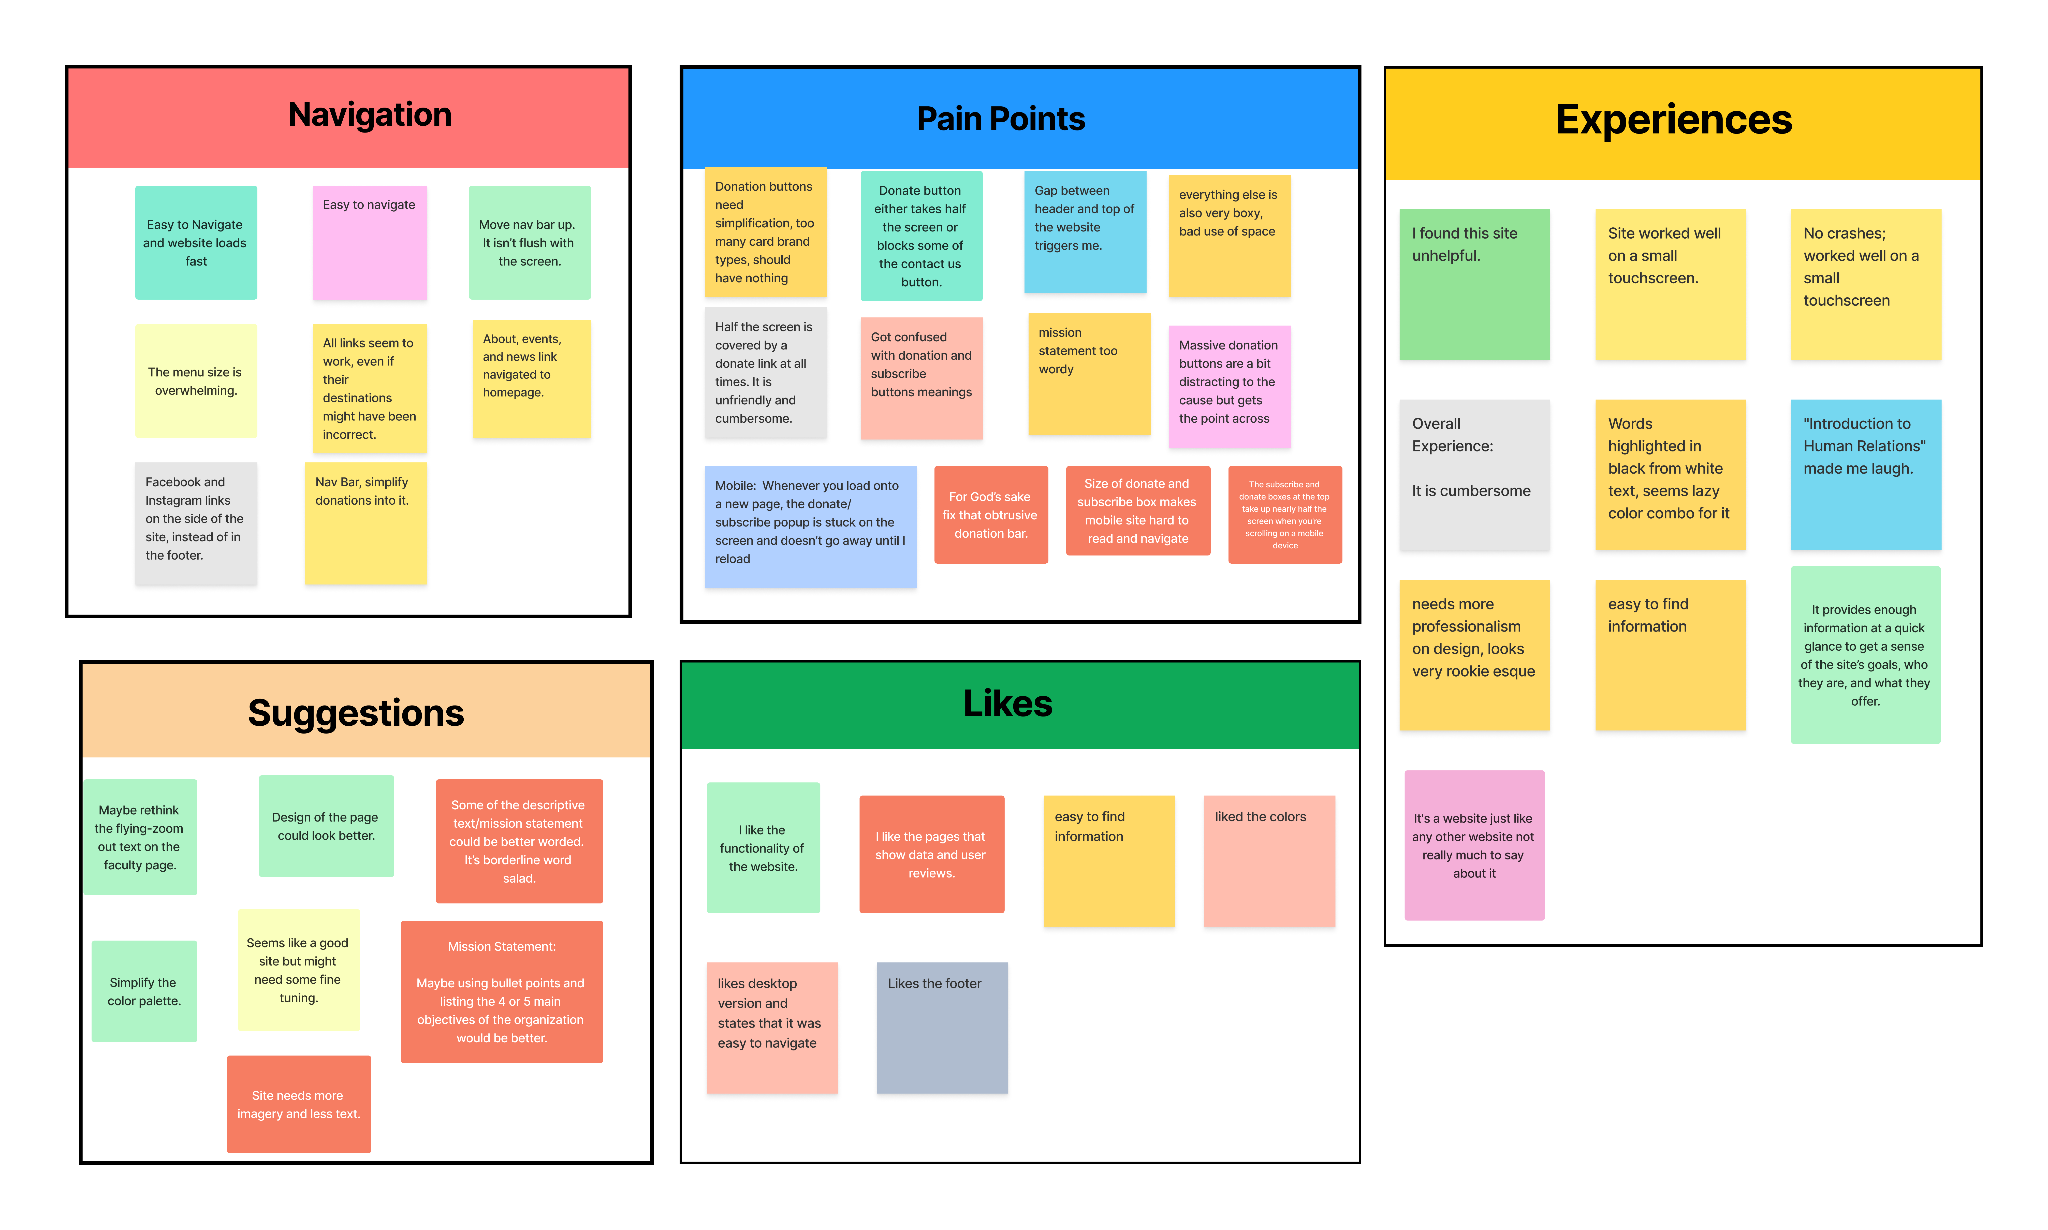 Navigation
Easy to Navigate
and website loads
fast
Easy to navigate
Move nav bar up.
It isn't flush with
the screen.
The menu size is
overwhelming.
All links seem to
work, even if
their
destinations
might have been
incorrect.
About, events,
and news link
navigated to
homepage.
Facebook and
Instagram links
on the side of the
site, instead of in
the footer.
Nav Bar, simplify
donations into it.
Pain Points
Donation buttons
need
simplification, too
many card brand
types, should
have nothing
Donate button
either takes half
the screen or
blocks some of
the contact us
button.
Gap between
header and top of
the website
triggers me.
everything else is
also very boxy,
bad use of space
Half the screen is
covered by a
donate link at all
times. It is
unfriendly and
cumbersome.
Got confused
with donation and
subscribe
buttons meanings
mission
statement too
wordy
Massive donation
buttons are a bit
distracting to the
cause but gets
the point across
Mobile:  Whenever you load onto
a new page, the donate/
subscribe popup is stuck on the
screen and doesn't go away until I
reload
For God's sake
fix that obtrusive
donation bar.
Size of donate and
subscribe box makes
mobile site hard to
read and navigate
The subscribe and
donate boxes at the top
take up nearly half the
screen when you're
scrolling on a mobile
device
Experiences
I found this site
unhelpful.
Site worked well
on a small
touchscreen.
No crashes;
worked well on a
small
touchscreen
Overall
Experience:
It is cumbersome
Words
highlighted in
black from white
text, seems lazy
color combo for it
"Introduction to
Human Relations"
made me laugh.
needs more
professionalism
on design, looks
very rookie esque
easy to find
information
It provides enough
information at a quick
glance to get a sense
of the site's goals, who
they are, and what they
offer.
It's a website just like
any other website not
really much to say
about it
Suggestions
Maybe rethink
the flying-zoom
out text on the
faculty page.
Design of the page
could look better.
Some of the descriptive
text/mission statement
could be better worded.
It's borderline word
salad.
Simplify the
color palette.
Seems like a good
site but might
need some fine
tuning.
Mission Statement:
Maybe using bullet points and
listing the 4 or 5 main
objectives of the organization
would be better.
Site needs more
imagery and less text.
Likes
I like the
functionality of
the website.
I like the pages that
show data and user
reviews.
easy to find
information
liked the colors
likes desktop
version and
states that it was
easy to navigate
Likes the footer